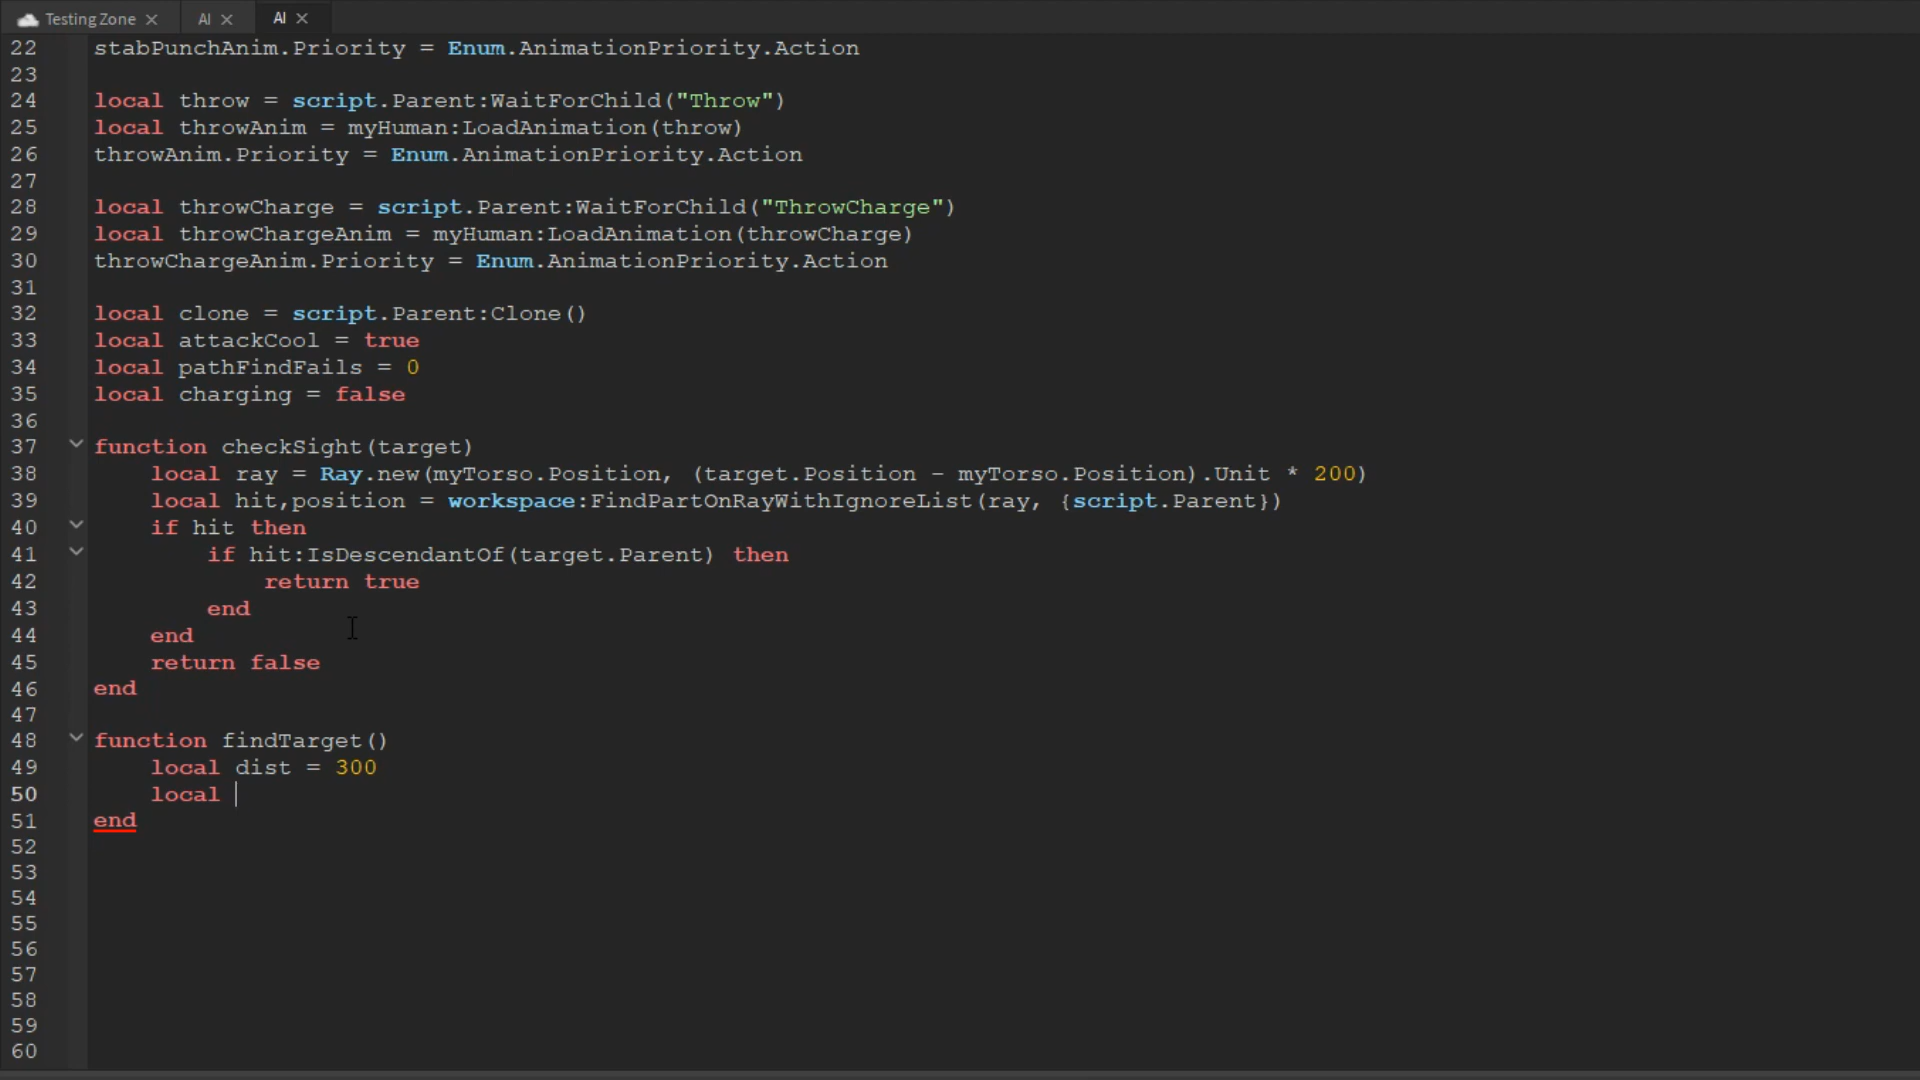 Testing Zone AI AI
22 stabPunchAnim.Priority = Enum.AnimationPriority.Action
23
24 local throw = script.Parent:WaitForChild("Throw")
25 local throwAnim = myHuman:LoadAnimation(throw)
26 throwAnim.Priority = Enum.AnimationPriority.Action
27
28 local throwCharge = script.Parent:WaitForChild("ThrowCharge")
29 local throwChargeAnim = myHuman:LoadAnimation(throwCharge)
30 throwChargeAnim.Priority = Enum.AnimationPriority.Action
31
32 local clone = script.Parent:Clone()
33 local attackCool = true
34 local pathFindFails = 0
35 local charging = false
36
37 function checkSight(target)
38 local ray = Ray.new(myTorso.Position, (target.Position - myTorso.Position).Unit * 200)
39 local hit,position = workspace:FindPartOnRayWithIgnoreList(ray, {script.Parent})
40 if hit then
41 if hit:IsDescendantOf(target.Parent) then
42 return true
43 end
44 end
45 return false
46 end
47
48 function findTarget()
49 local dist = 300
50 local
51 end
52
53
54
55
56
57
58
59
60